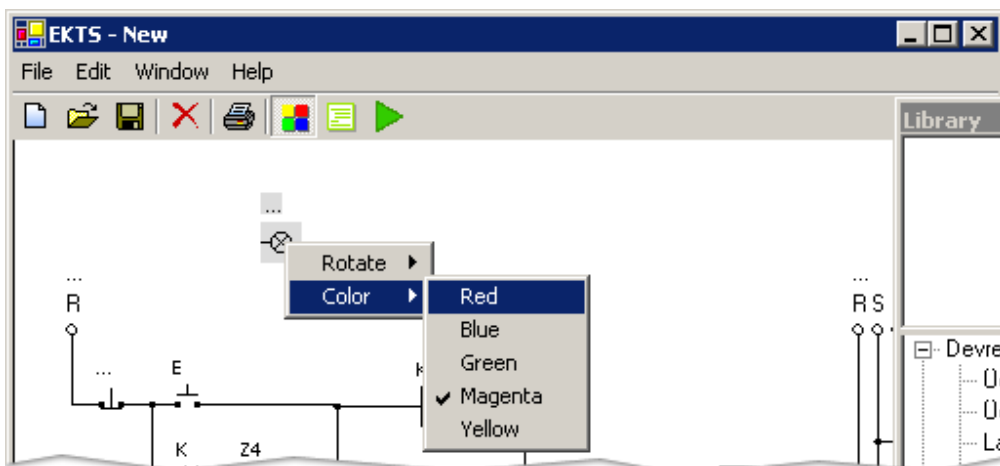 EKTS - New
File Edit Window Help
Library
...
Rotate
Color
Red
Blue
Green
Magenta
Yellow
...
R
...
R S
...
E
K
Z4
Devre